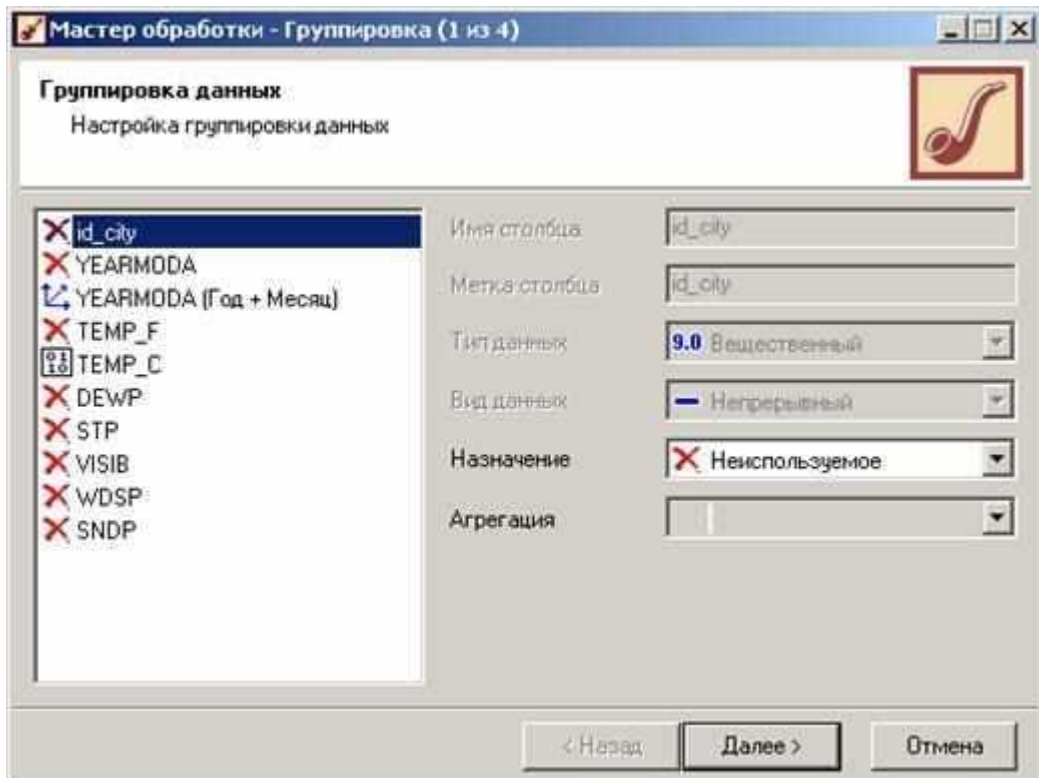 Мастер обработки - Группировка (1 из 4)
Группировка данных
Настройка группировки данных
id_city
YEARMODA
YEARMODA (Год + Месяц)
TEMP_F
TEMP_C
DEWP
STP
VISIB
WDSP
SNDP
Имя столбца id_city
Метка столбца id_city
Тип данных 9.0 Вещественный
Вид данных Непрерывный
Назначение Неиспользуемое
Агрегация
< Назад Далее > Отмена